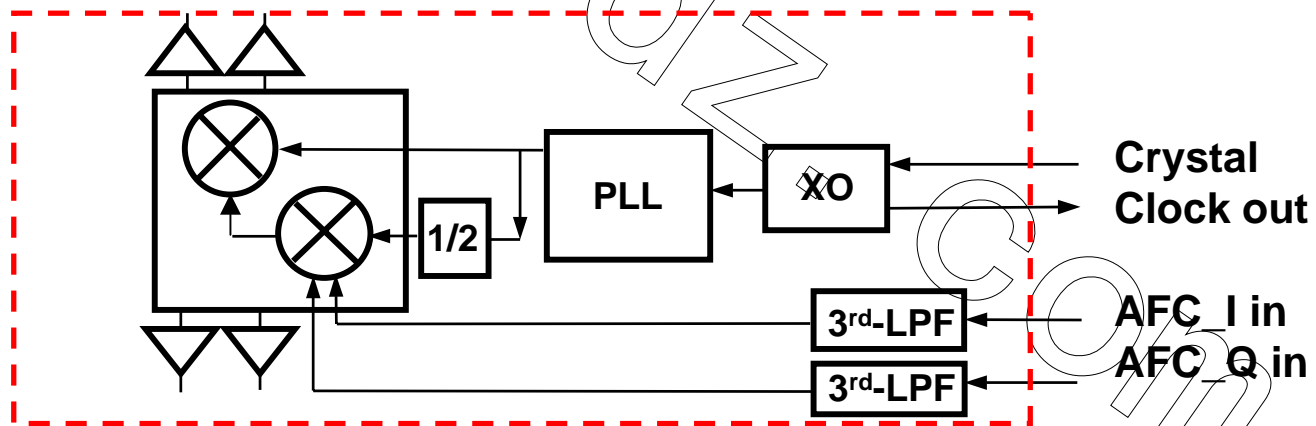 Crystal
PLL
XO
Clock out
1/2
3rd-LPF
AFC_I in
3rd-LPF
AFC_Q in